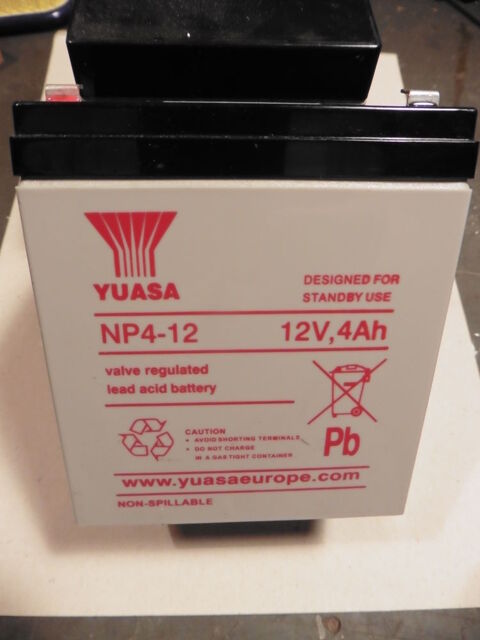 YUASA
DESIGNED FOR
STANDBY USE
NP4-12 12V,4Ah
valve regulated
lead acid battery
CAUTION
• AVOID SHORTING TERMINALS
• DO NOT CHARGE
IN A GAS TIGHT CONTAINER
Pb
www.yuasaeurope.com
NON-SPILLABLE